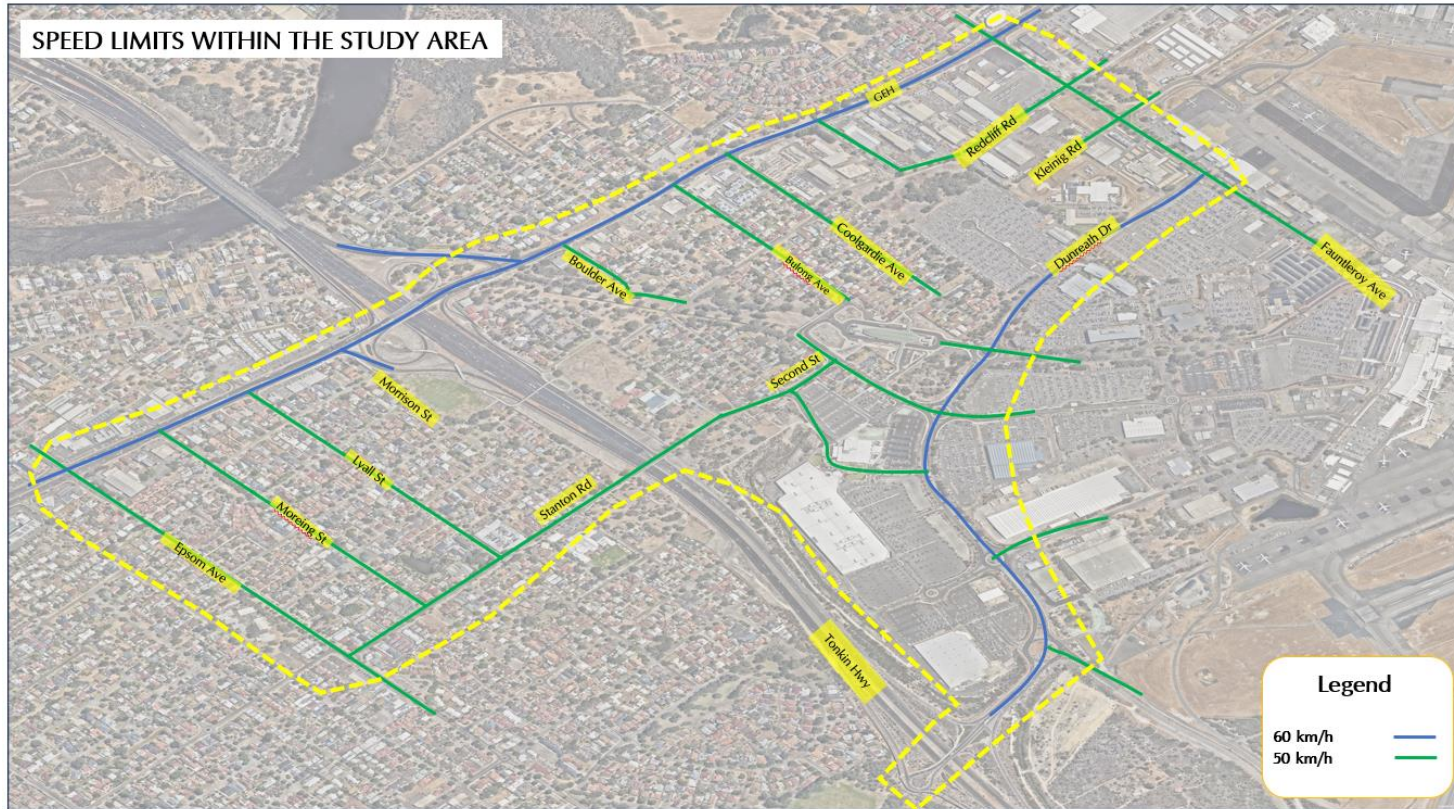 SPEED LIMITS WITHIN THE STUDY AREA
GEH
Redcliff Rd
Kleinig Rd
Coolgardie Ave
Dunreath Dr
Fauntleroy Ave
Boulder Ave
Bulong Ave
Second St
Morrison St
Lyall St
Stanton Rd
Moreing St
Epsom Ave
Tonkin Hwy
Legend
60 km/h
50 km/h